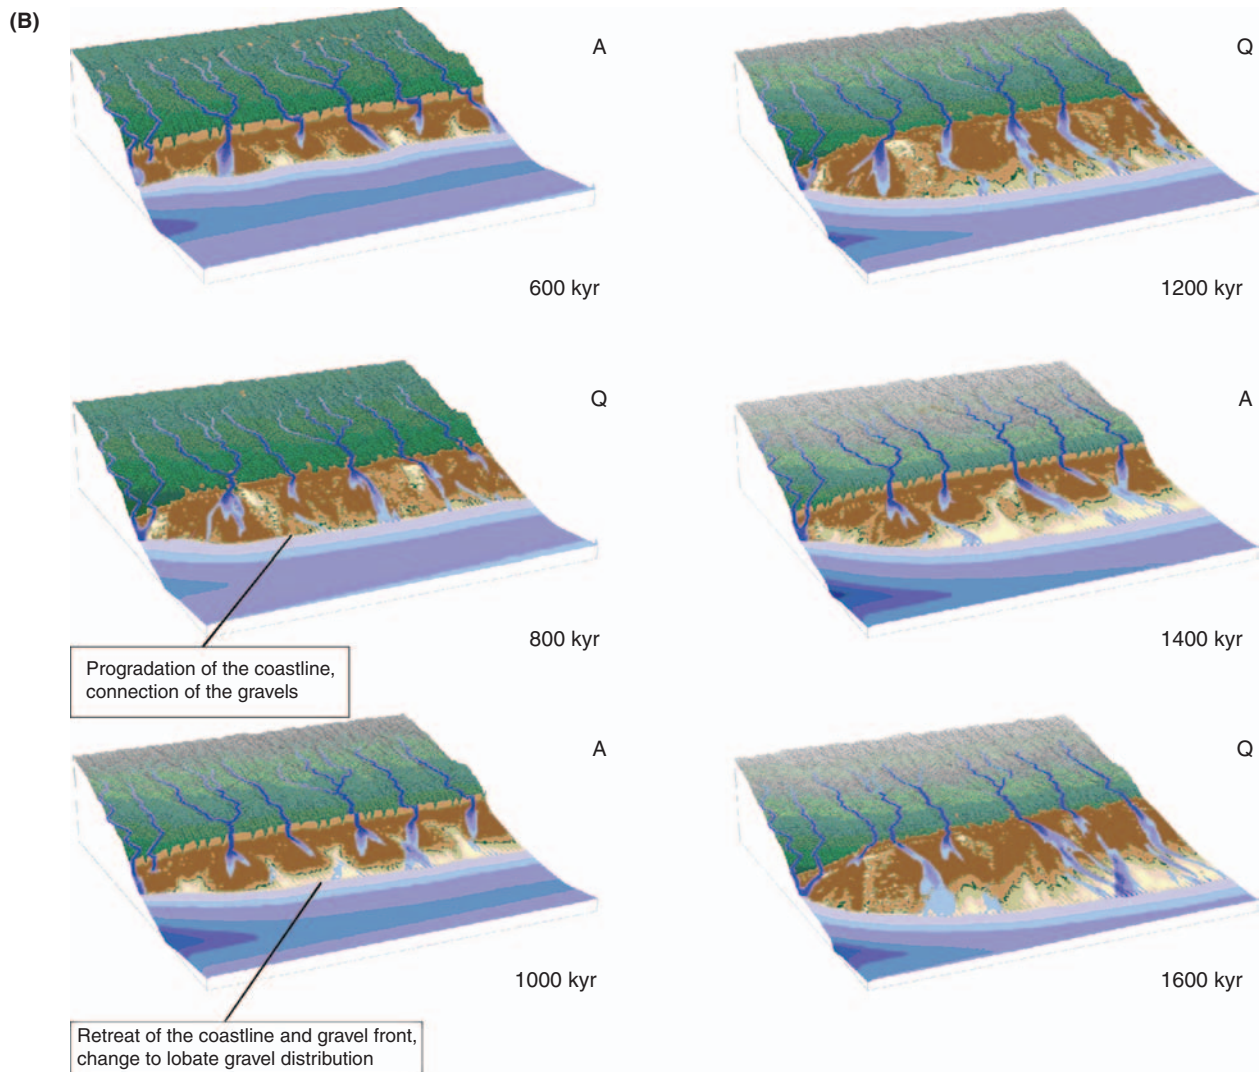 (B)
A
600 kyr
Q
1200 kyr
Q
800 kyr
Progradation of the coastline,
connection of the gravels
A
1400 kyr
A
1000 kyr
Retreat of the coastline and gravel front,
change to lobate gravel distribution
Q
1600 kyr